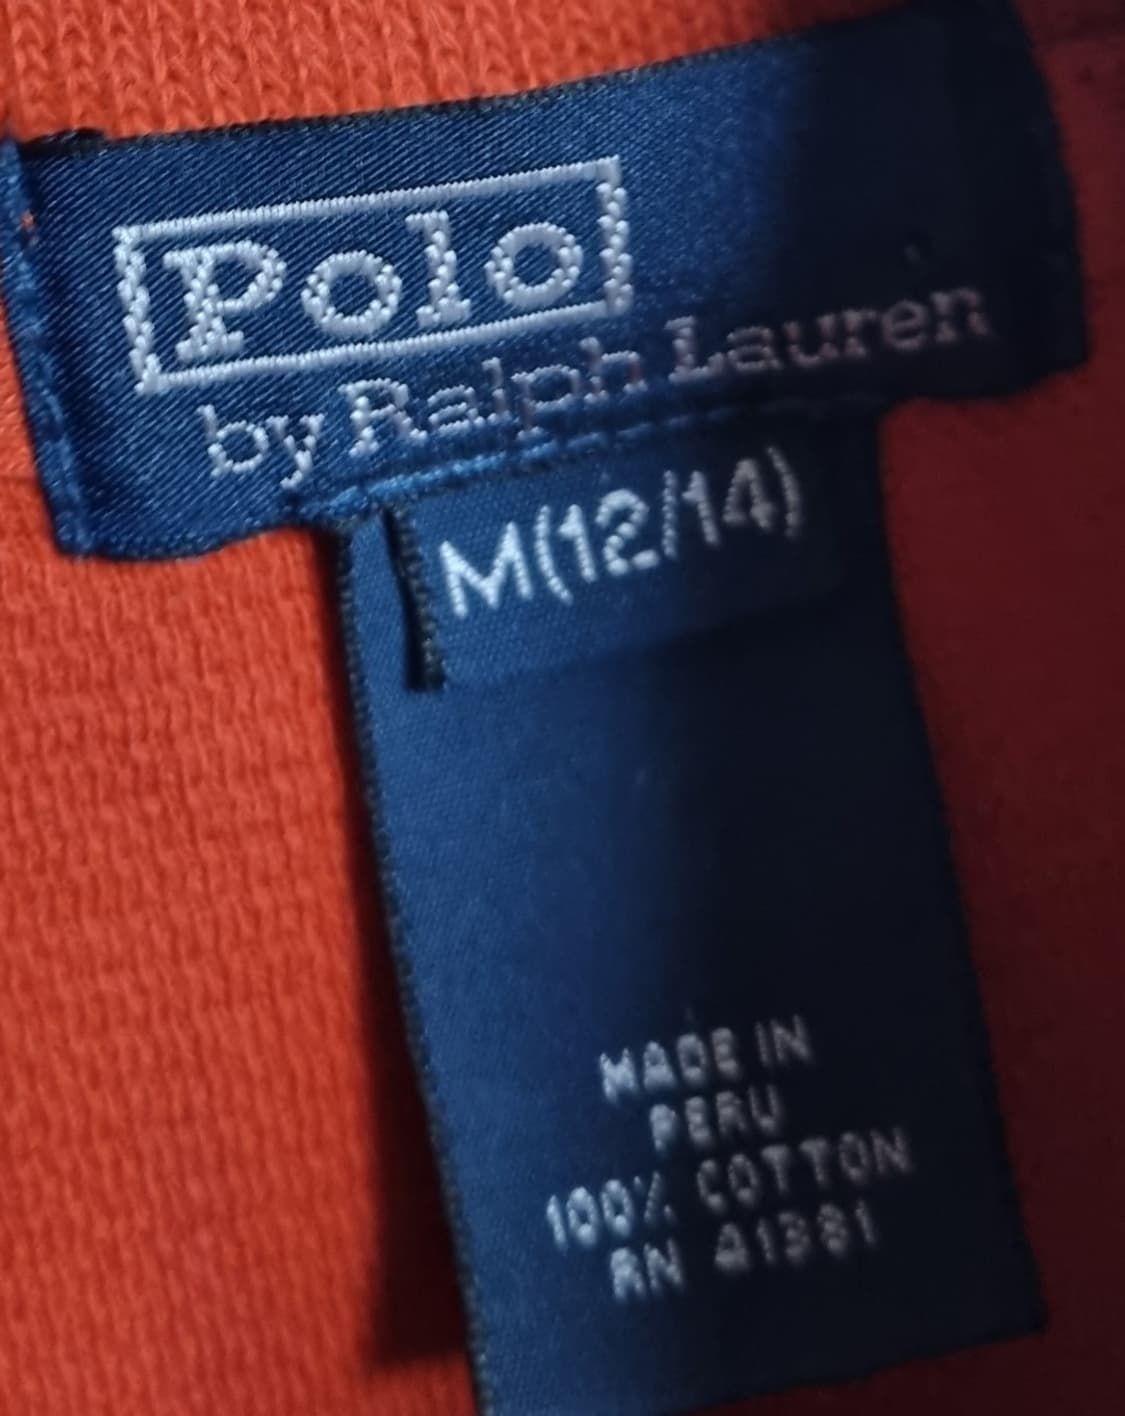 Polo
by Ralph Lauren
M(12/14)
MADE IN
PERU
100% COTTON
RN 41381